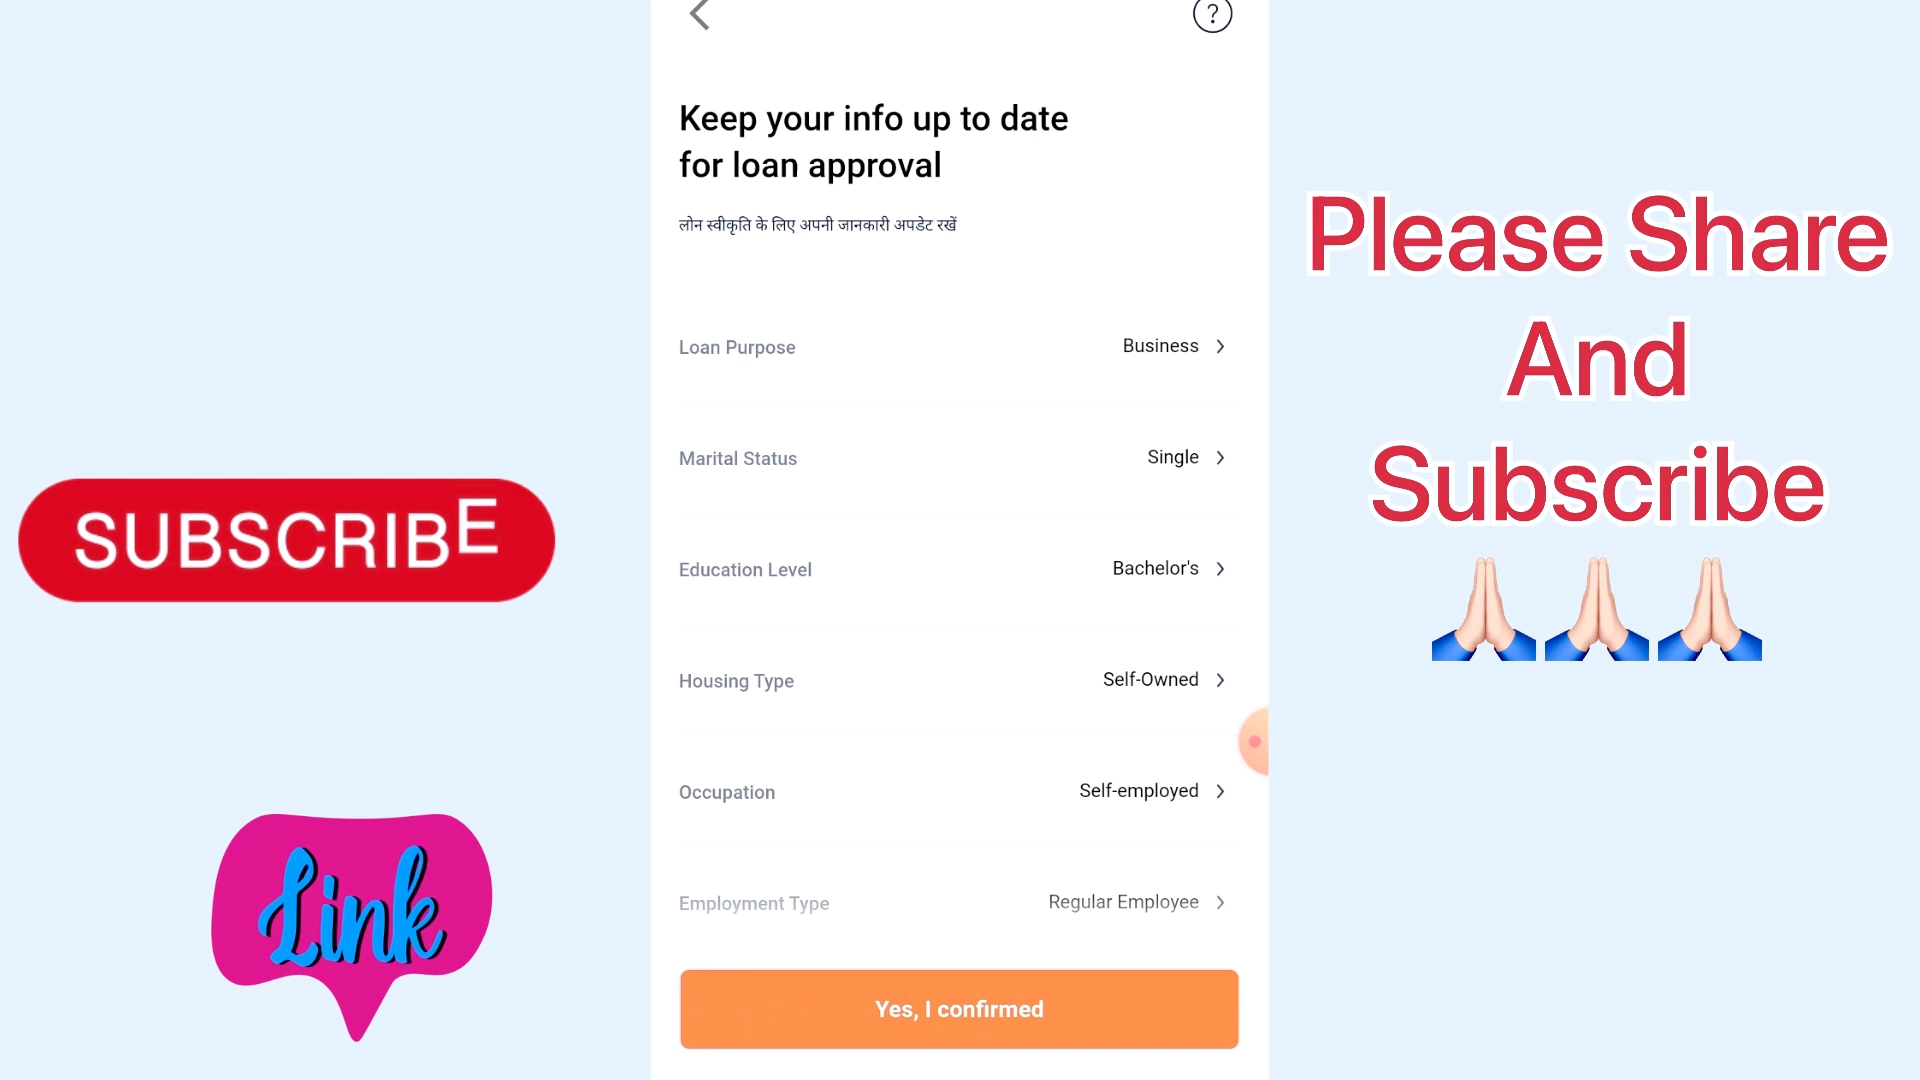 Keep your info up to date
for loan approval
लोन स्वीकृति के लिए अपनी जानकारी अपडेट रखें
Loan Purpose Business
Marital Status Single
Education Level Bachelor's
Housing Type Self-Owned
Occupation Self-employed
Employment Type Regular Employee
Yes, I confirmed
SUBSCRIBE
Link
Please Share
And
Subscribe